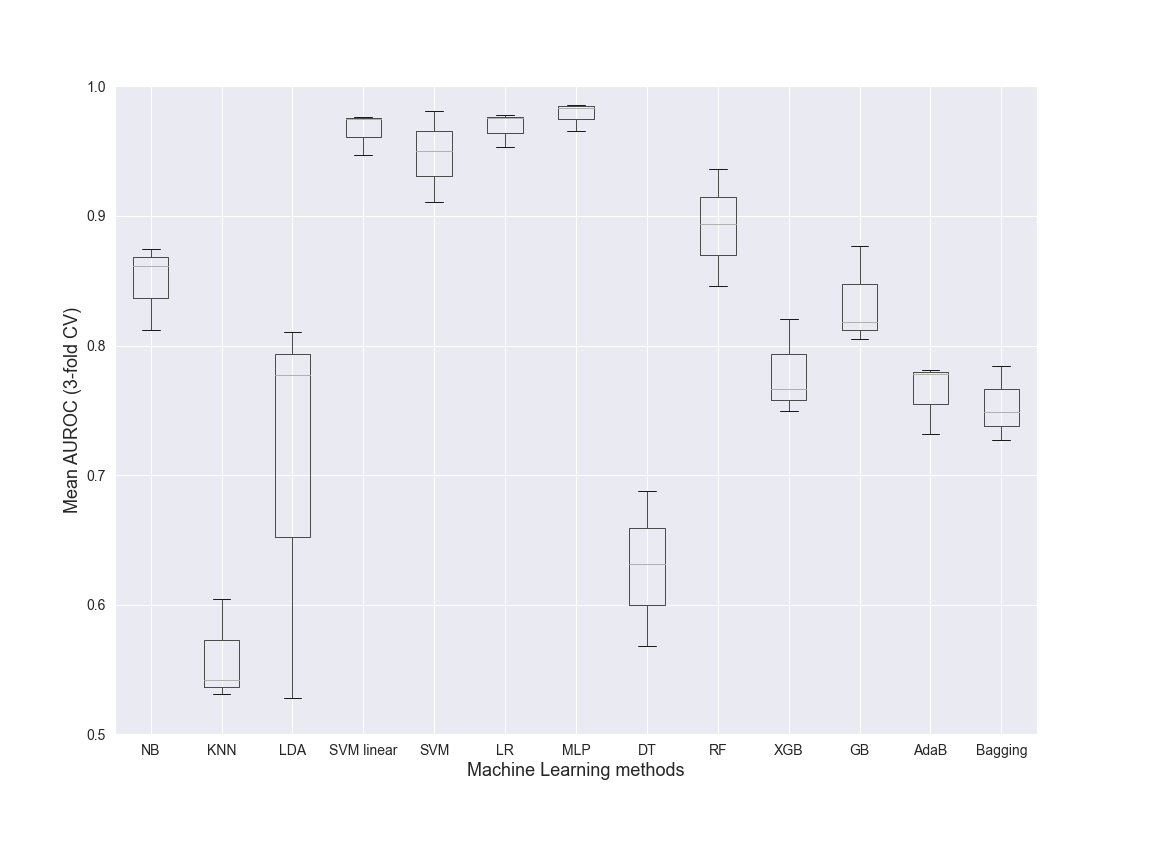 Mean AUROC (3-fold CV)
1.0
0.9
0.8
0.7
0.6
0.5
NB KNN LDA SVM linear SVM LR MLP DT RF XGB GB AdaB Bagging
Machine Learning methods